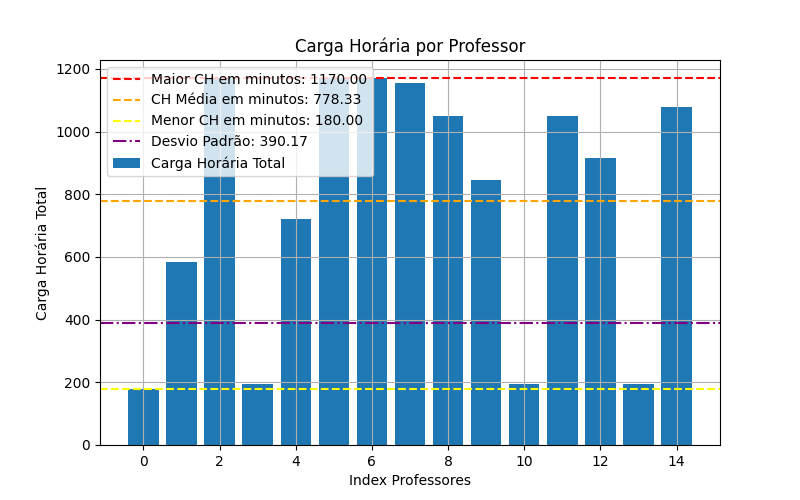 Carga Horária por Professor
1200
1000
800
600
400
200
0
Carga Horária Total
Maior CH em minutos: 1170.00
CH Média em minutos: 778.33
Menor CH em minutos: 180.00
Desvio Padrão: 390.17
Carga Horária Total
0 2 4 6 8 10 12 14
Index Professores